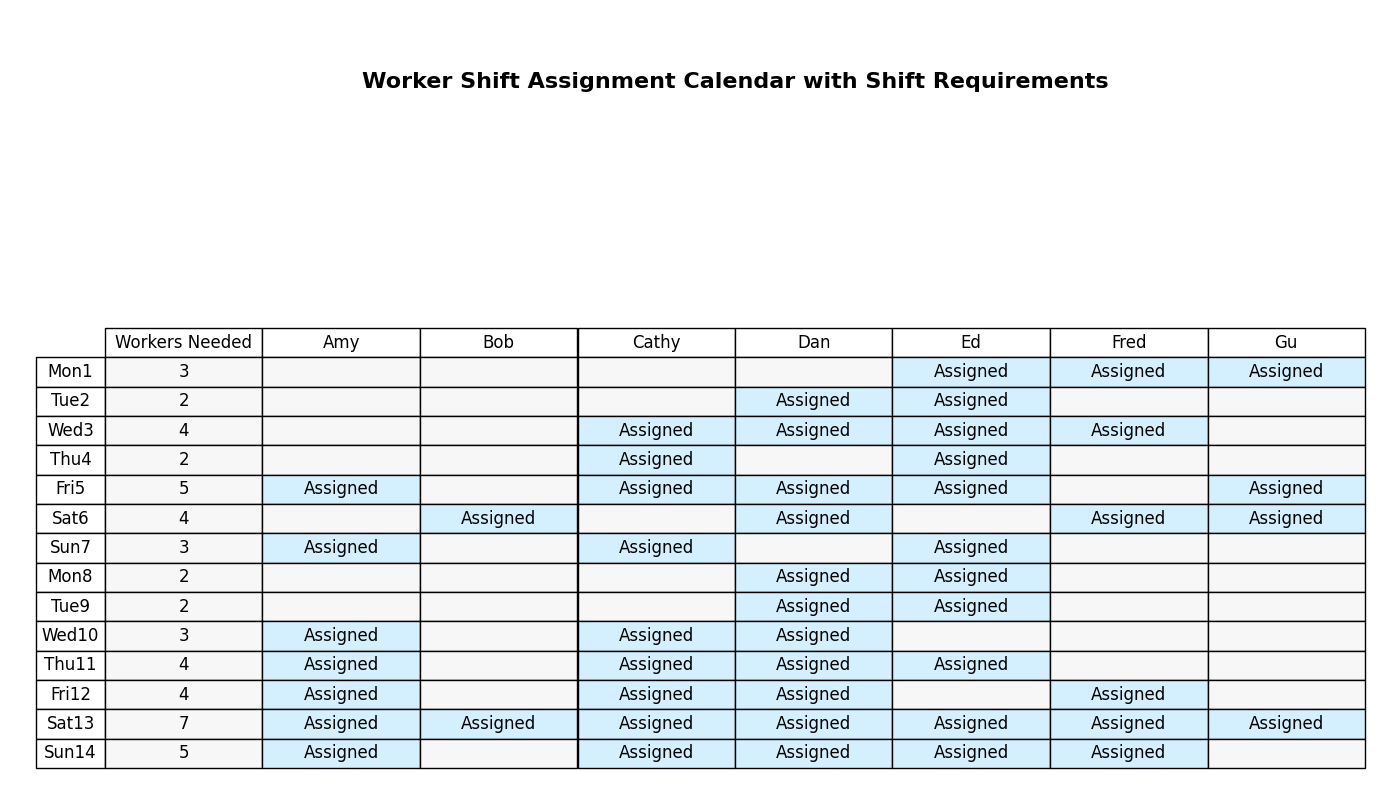 Worker Shift Assignment Calendar with Shift Requirements
Workers Needed Amy Bob Cathy Dan Ed Fred Gu
Mon1 3 Assigned Assigned Assigned
Tue2 2 Assigned Assigned
Wed3 4 Assigned Assigned Assigned Assigned
Thu4 2 Assigned Assigned
Fri5 5 Assigned Assigned Assigned Assigned Assigned
Sat6 4 Assigned Assigned Assigned Assigned
Sun7 3 Assigned Assigned Assigned
Mon8 2 Assigned Assigned
Tue9 2 Assigned Assigned
Wed10 3 Assigned Assigned Assigned
Thu11 4 Assigned Assigned Assigned Assigned
Fri12 4 Assigned Assigned Assigned Assigned
Sat13 7 Assigned Assigned Assigned Assigned Assigned Assigned Assigned
Sun14 5 Assigned Assigned Assigned Assigned Assigned